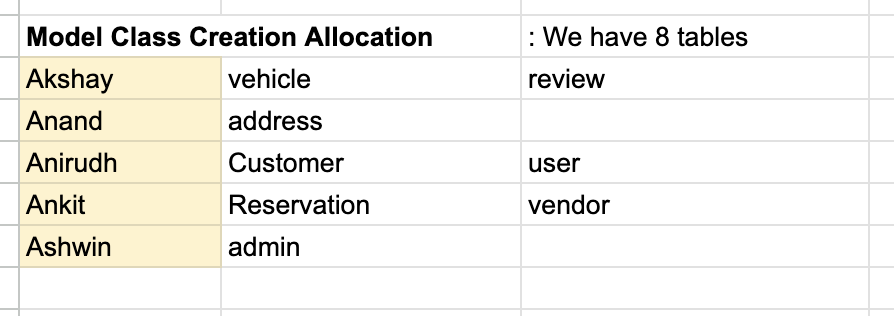 Model Class Creation Allocation : We have 8 tables
Akshay vehicle review
Anand address
Anirudh Customer user
Ankit Reservation vendor
Ashwin admin